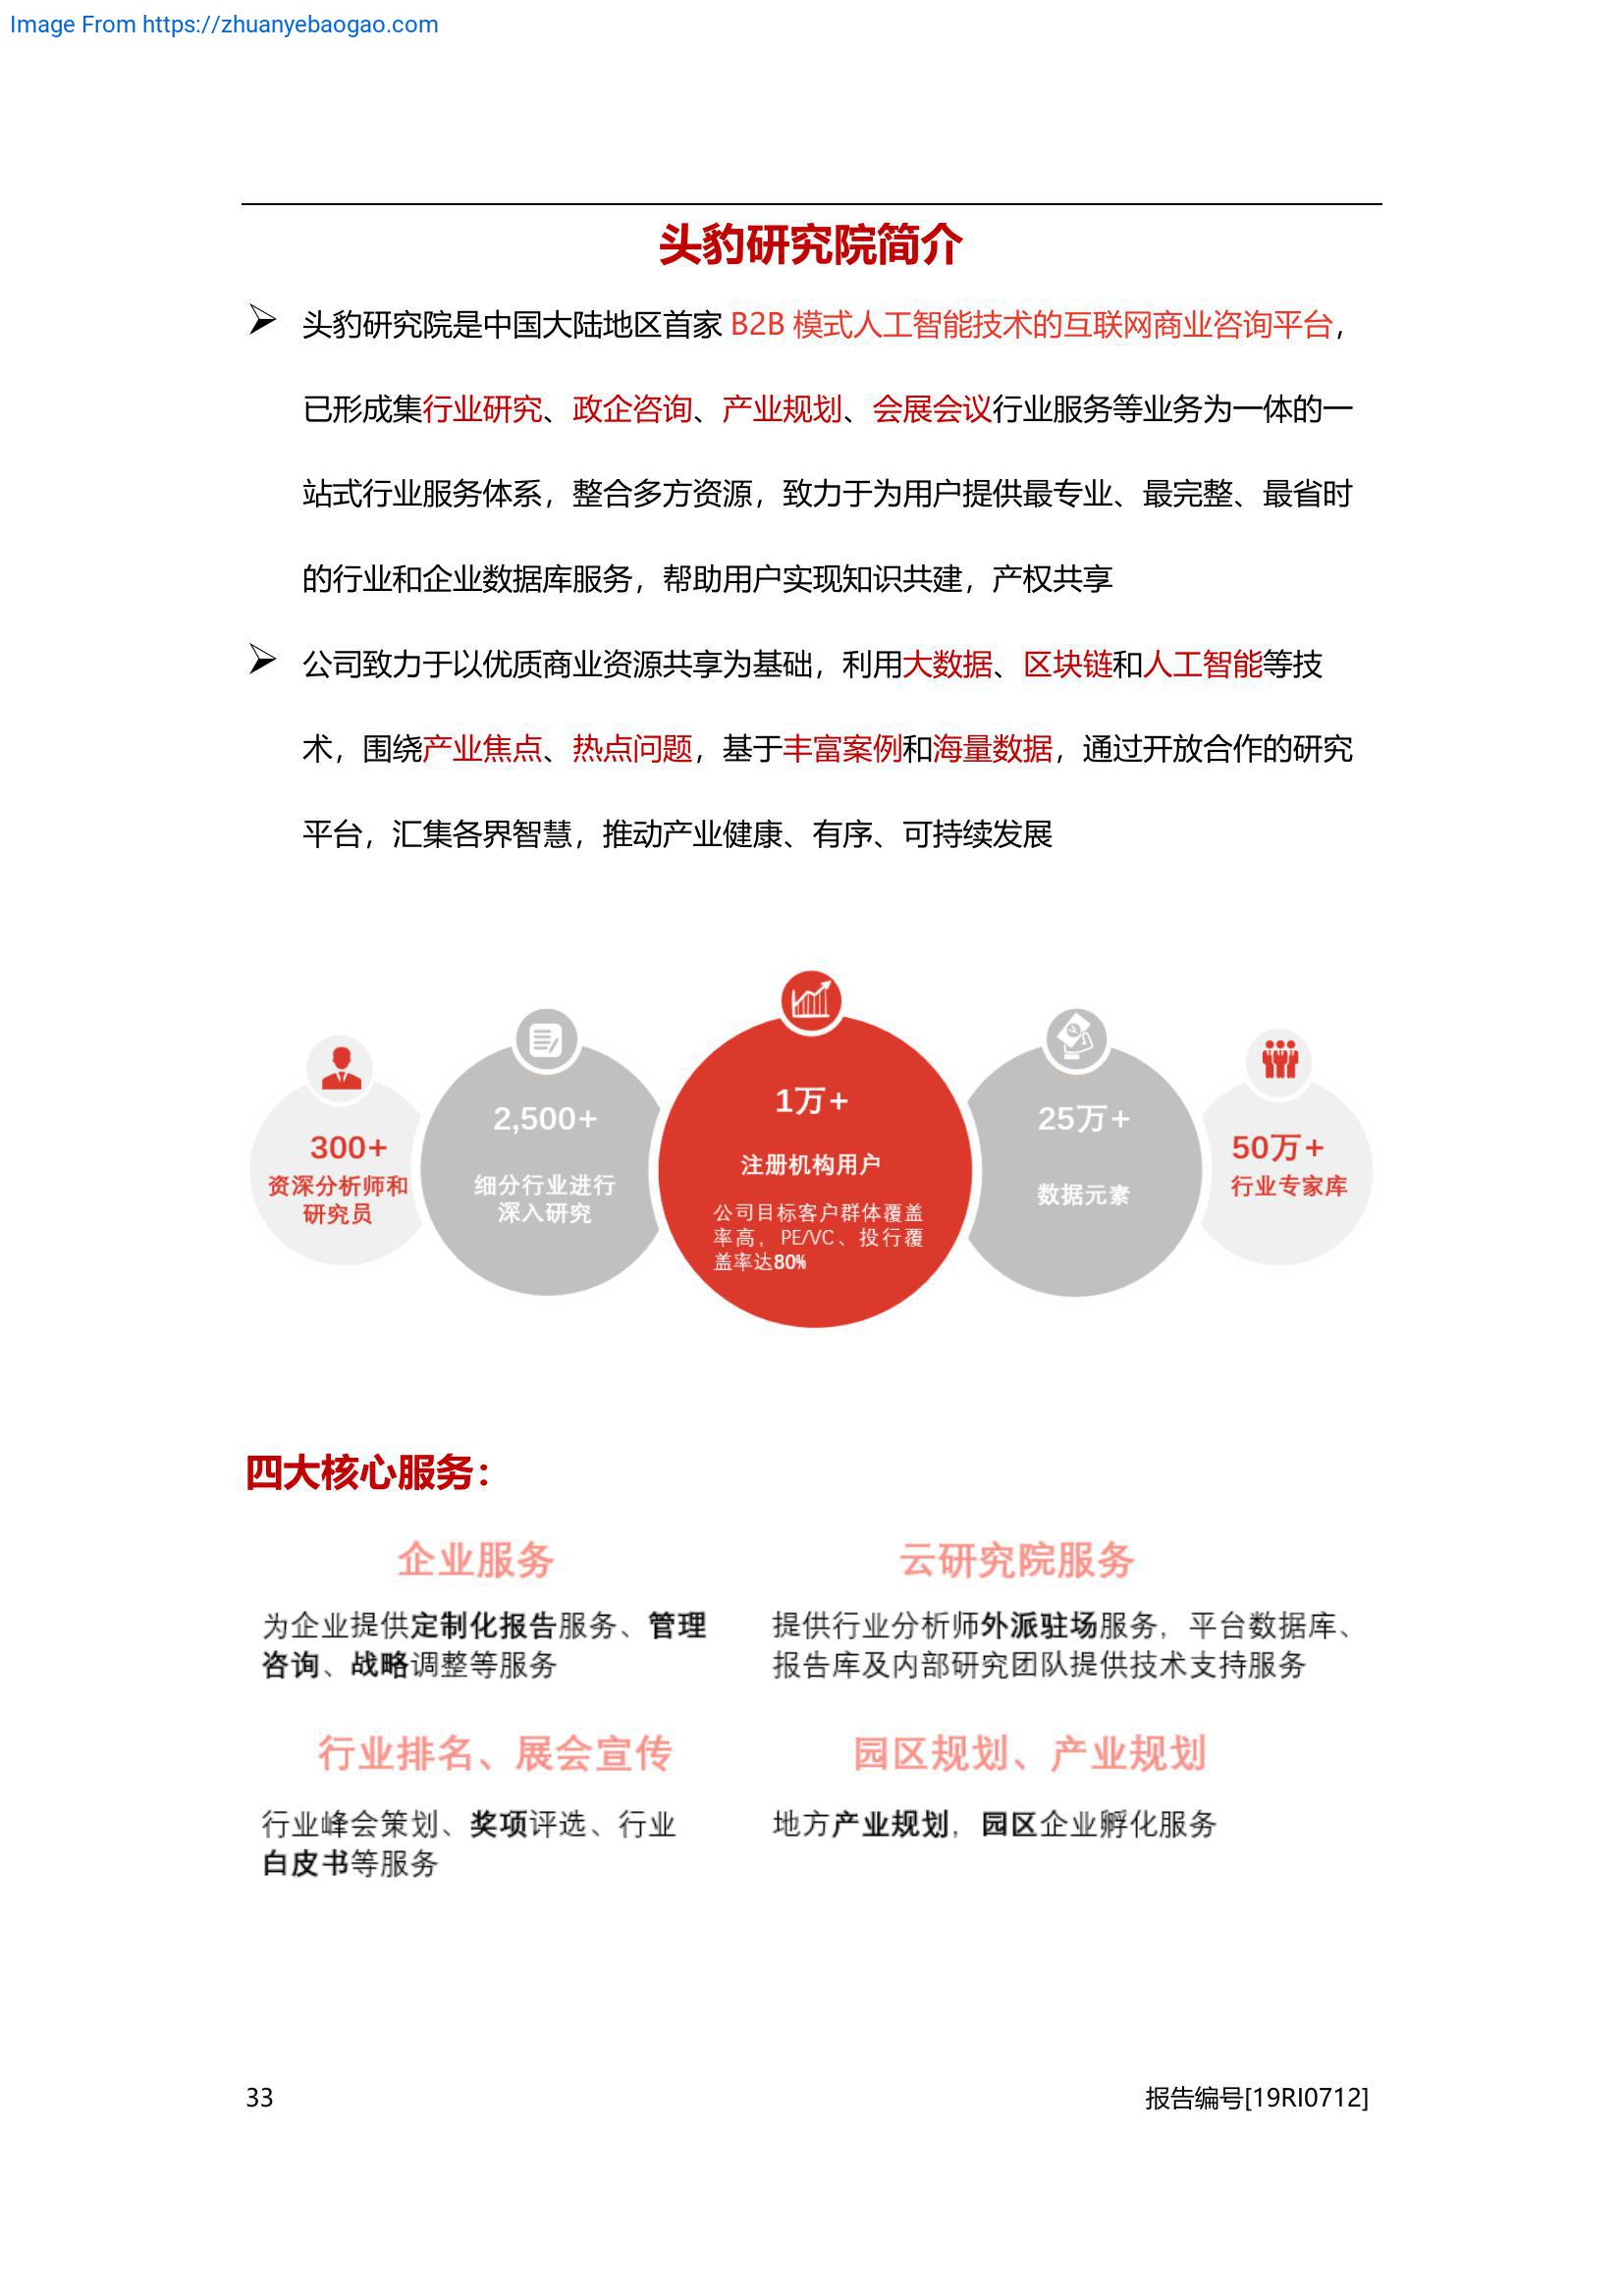 Image From https://zhuanyebaogao.com
头豹研究院简介
头豹研究院是中国大陆地区首家 B2B 模式人工智能技术的互联网商业咨询平台，
已形成集行业研究、政企咨询、产业规划、会展会议行业服务等业务为一体的一
站式行业服务体系，整合多方资源，致力于为用户提供最专业、最完整、最省时
的行业和企业数据库服务，帮助用户实现知识共建，产权共享
公司致力于以优质商业资源共享为基础，利用大数据、区块链和人工智能等技
术，围绕产业焦点、热点问题，基于丰富案例和海量数据，通过开放合作的研究
平台，汇集各界智慧，推动产业健康、有序、可持续发展
300+
资深分析师和
研究员
2,500+
细分行业进行
深入研究
1万+
注册机构用户
公司目标客户群体覆盖
率高，PE/VC、投行覆
盖率达80%
25万+
数据元素
50万+
行业专家库
四大核心服务：
企业服务
为企业提供定制化报告服务、管理
咨询、战略调整等服务
云研究院服务
提供行业分析师外派驻场服务，平台数据库、
报告库及内部研究团队提供技术支持服务
行业排名、展会宣传
行业峰会策划、奖项评选、行业
白皮书等服务
园区规划、产业规划
地方产业规划，园区企业孵化服务
33
报告编号[19RI0712]